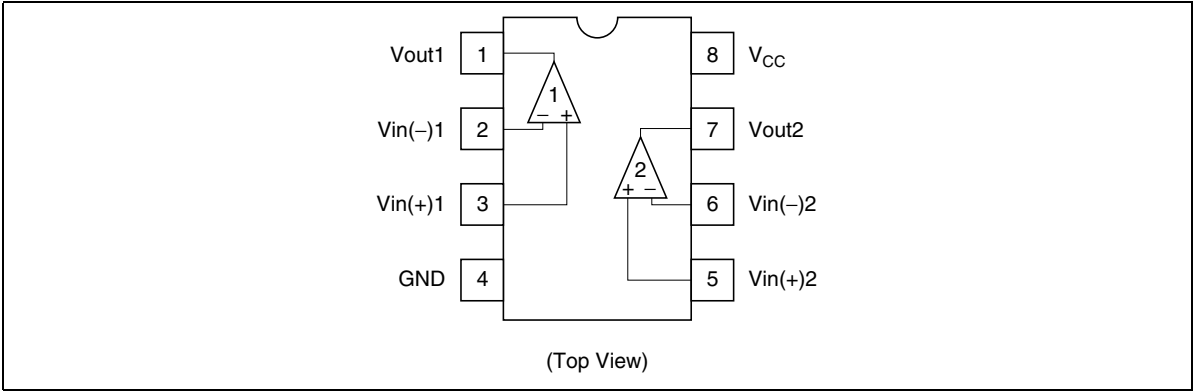 Vout1 1 8 V_CC
1
Vin(−)1 2 − + 7 Vout2
2
Vin(+)1 3 + − 6 Vin(−)2
GND 4 5 Vin(+)2
(Top View)